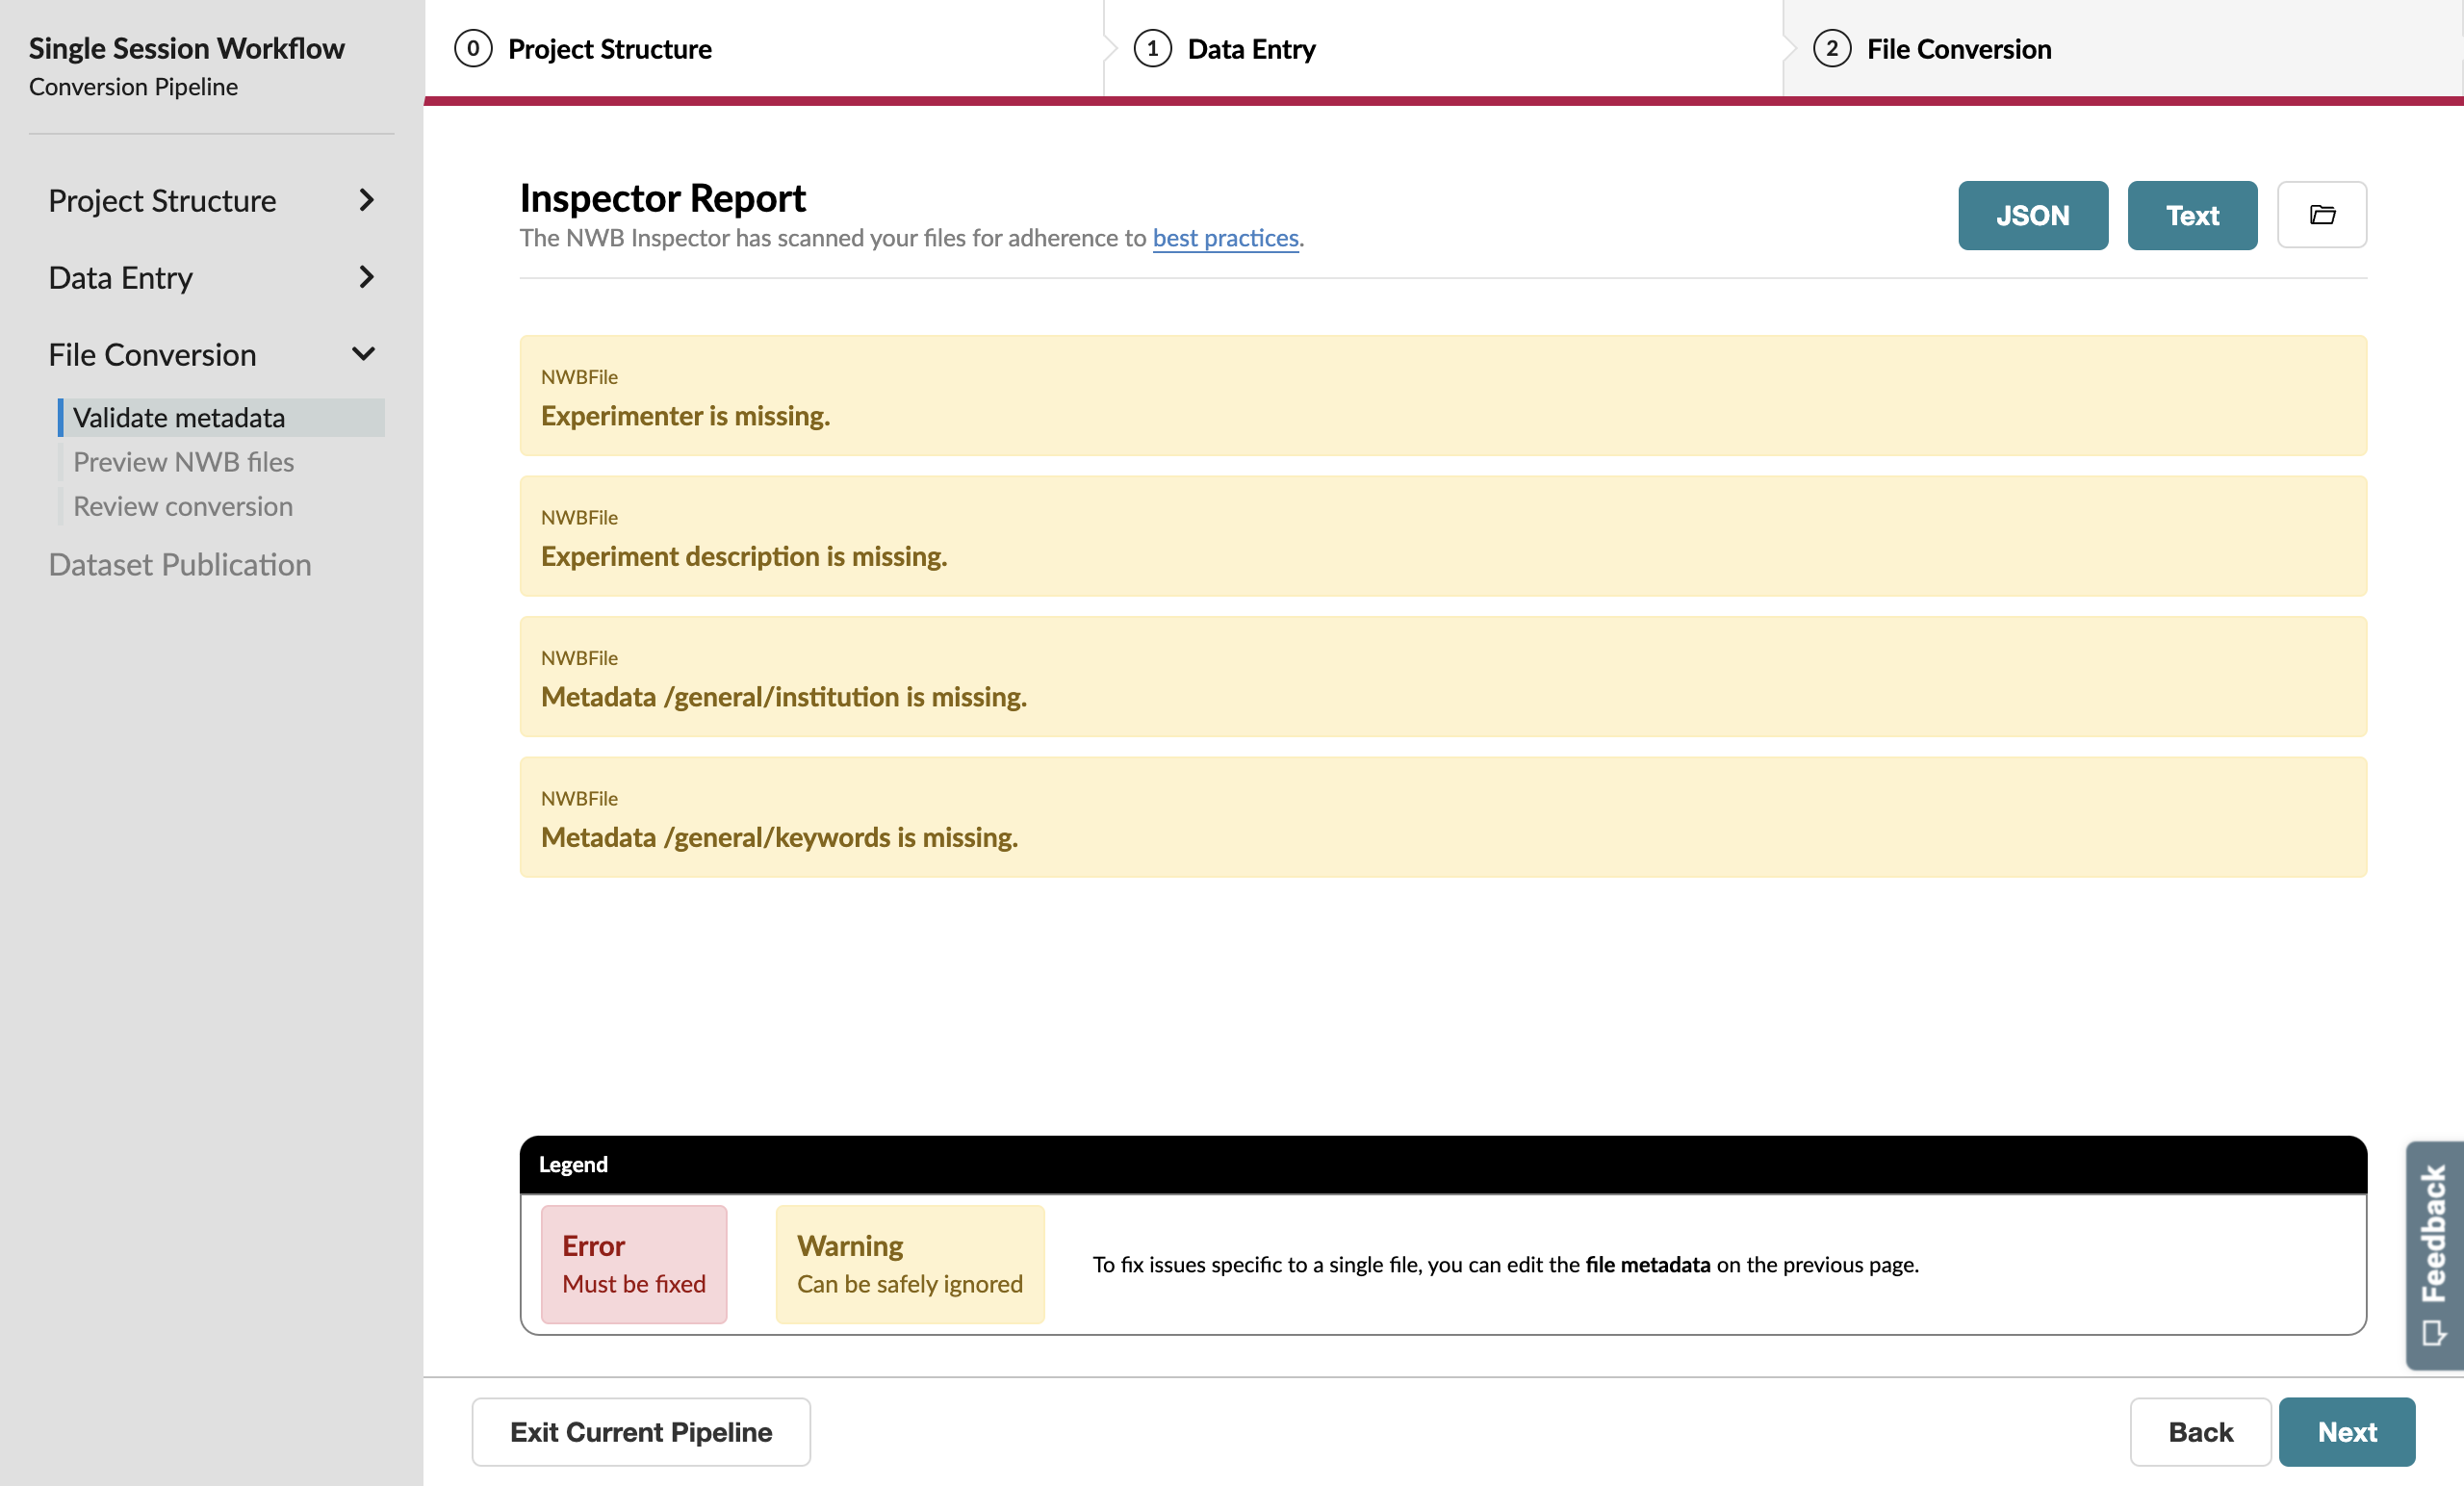 Single Session Workflow
Conversion Pipeline
Project Structure
Data Entry
File Conversion
Validate metadata
Preview NWB files
Review conversion
Dataset Publication
0 Project Structure
1 Data Entry
2 File Conversion
Inspector Report
The NWB Inspector has scanned your files for adherence to best practices.
JSON
Text
NWBFile
Experimenter is missing.
NWBFile
Experiment description is missing.
NWBFile
Metadata /general/institution is missing.
NWBFile
Metadata /general/keywords is missing.
Legend
Error
Must be fixed
Warning
Can be safely ignored
To fix issues specific to a single file, you can edit the file metadata on the previous page.
Feedback
Exit Current Pipeline
Back
Next